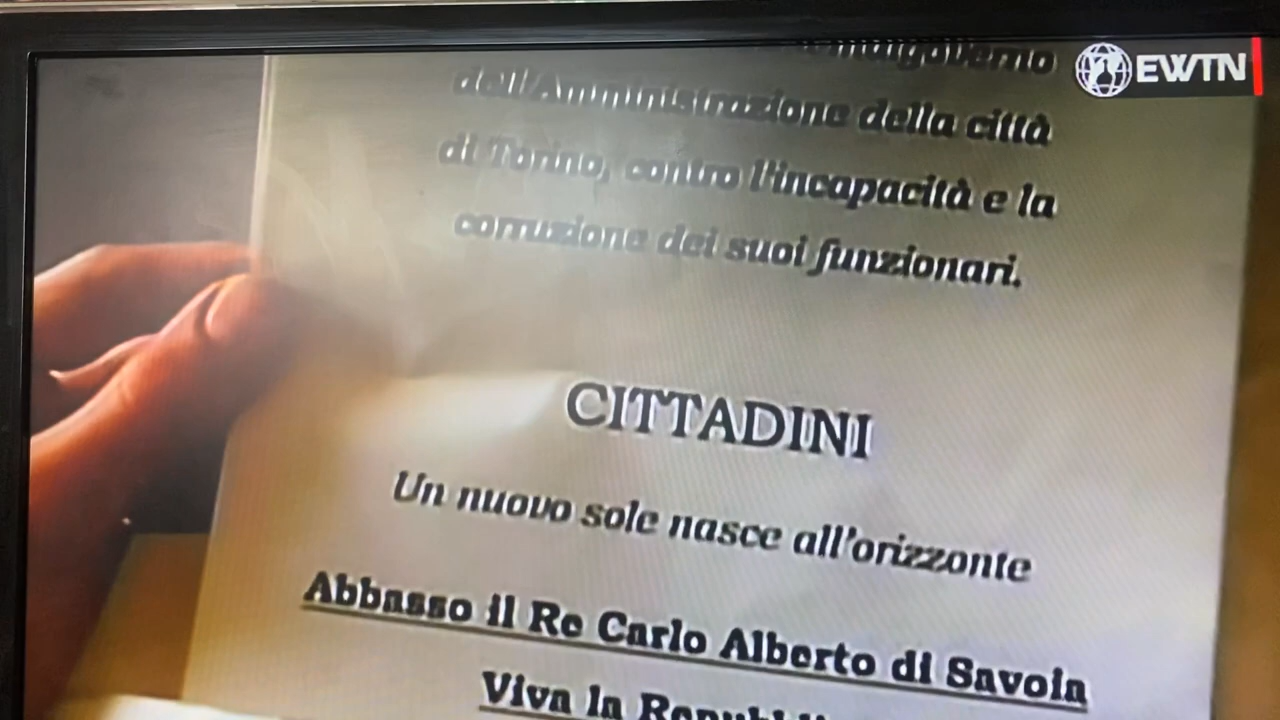 malgoverno
EWTN
dell'Amministrazione della città
di Torino, contro l'incapacità e la
corruzione dei suoi funzionari.
CITTADINI
Un nuovo sole nasce all'orizzonte
Abbasso il Re Carlo Alberto di Savoia
Viva la